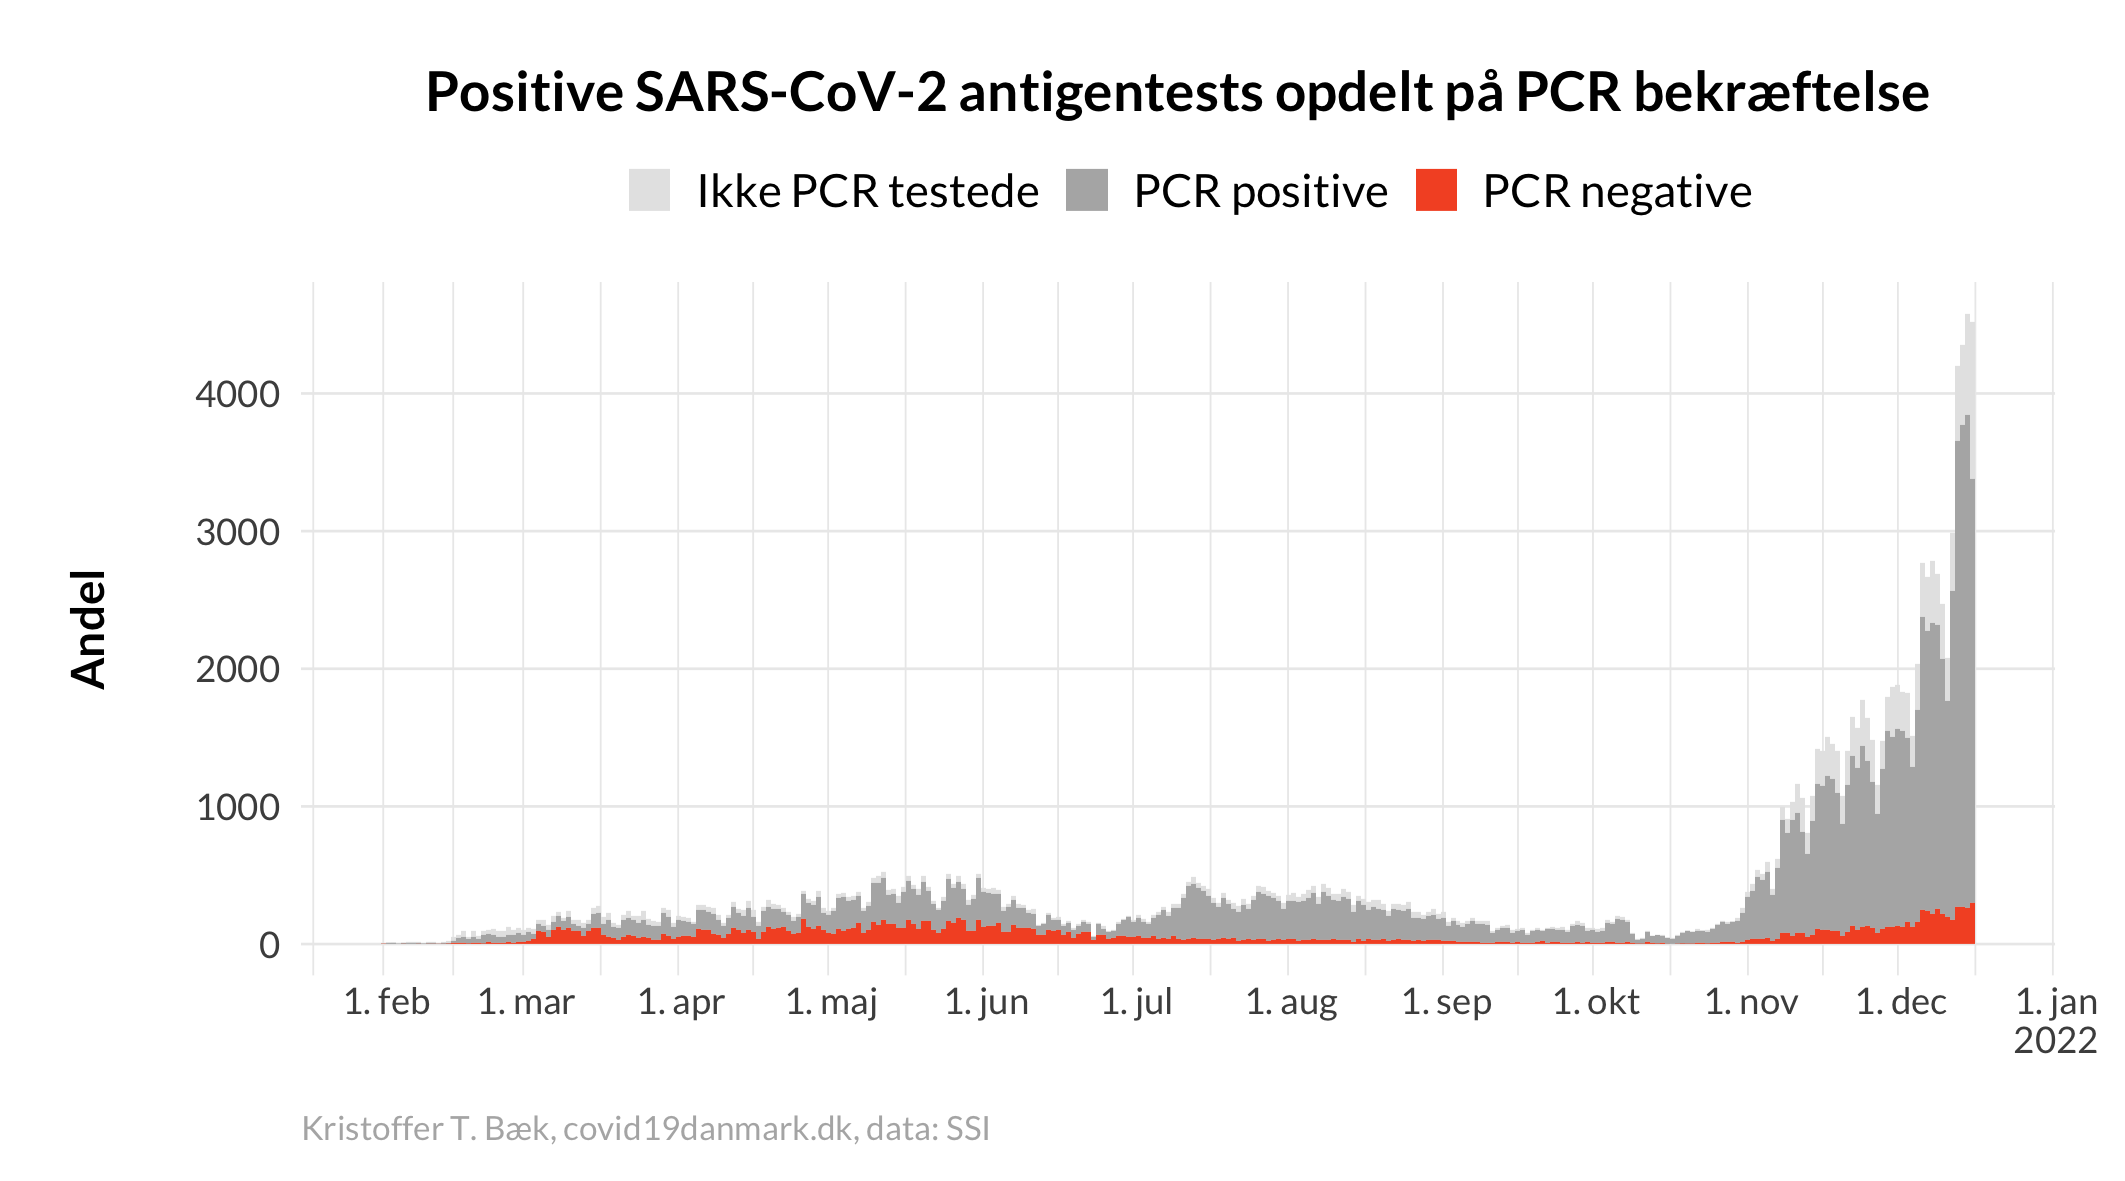 Positive SARS-CoV-2 antigentests opdelt på PCR bekræftelse
Ikke PCR testede PCR positive PCR negative
Andel
4000
3000
2000
1000
0
1. feb 1. mar 1. apr 1. maj 1. jun 1. jul 1. aug 1. sep 1. okt 1. nov 1. dec 1. jan
2022
Kristoffer T. Bæk, covid19danmark.dk, data: SSI